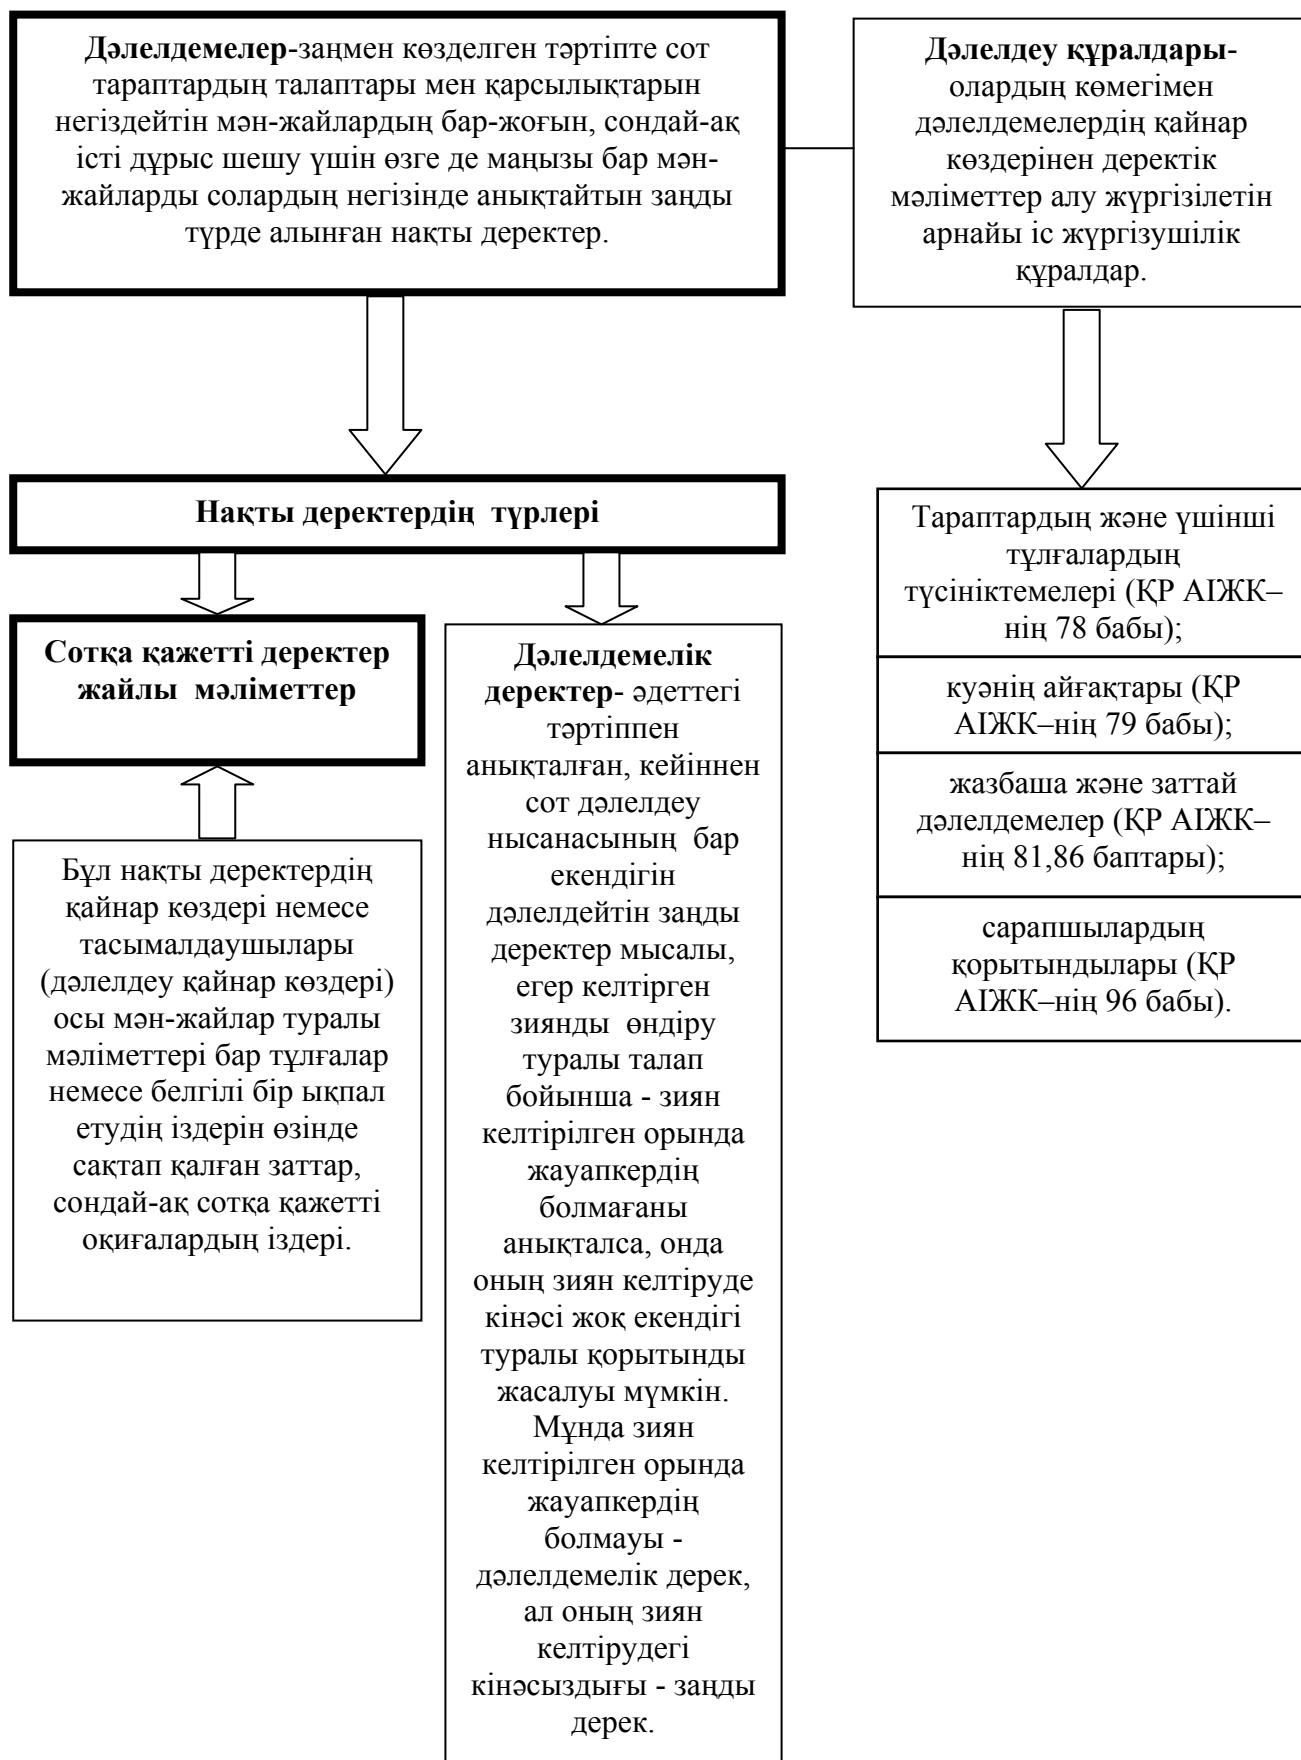 Дәлелдемелер-заңмен көзделген тәртіпте сот
тараптардың талаптары мен қарсылықтарын
негіздейтін мән-жайлардың бар-жоғын, сондай-ақ
істі дұрыс шешу үшін өзге де маңызы бар мән-
жайларды солардың негізінде анықтайтын заңды
түрде алынған нақты деректер.
Дәлелдеу құралдары-
олардың көмегімен
дәлелдемелердің қайнар
көздерінен деректік
мәліметтер алу жүргізілетін
арнайы іс жүргізушілік
құралдар.
Нақты деректердің түрлері
Сотқа қажетті деректер
жайлы мәліметтер
Бұл нақты деректердің
қайнар көздері немесе
тасымалдаушылары
(дәлелдеу қайнар көздері)
осы мән-жайлар туралы
мәліметтері бар тұлғалар
немесе белгілі бір ықпал
етудің іздерін өзінде
сақтап қалған заттар,
сондай-ақ сотқа қажетті
оқиғалардың іздері.
Дәлелдемелік
деректер- әдеттегі
тәртіппен
анықталған, кейіннен
сот дәлелдеу
нысанасының бар
екендігін
дәлелдейтін заңды
деректер мысалы,
егер келтірген
зиянды өндіру
туралы талап
бойынша - зиян
келтірілген орында
жауапкердің
болмағаны
анықталса, онда
оның зиян келтіруде
кінәсі жоқ екендігі
туралы қорытынды
жасалуы мүмкін.
Мұнда зиян
келтірілген орында
жауапкердің
болмауы -
дәлелдемелік дерек,
ал оның зиян
келтірудегі
кінәсыздығы - заңды
дерек.
Тараптардың және үшінші
тұлғалардың
түсініктемелері (ҚР АІЖК–
нің 78 бабы);
куәнің айғақтары (ҚР
АІЖК–нің 79 бабы);
жазбаша және заттай
дәлелдемелер (ҚР АІЖК–
нің 81,86 баптары);
сарапшылардың
қорытындылары (ҚР
АІЖК–нің 96 бабы).